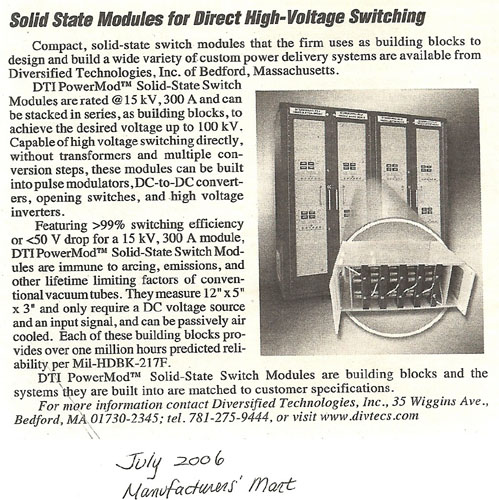 Solid State Modules for Direct High-Voltage Switching
Compact, solid-state switch modules that the firm uses as building blocks to
design and build a wide variety of custom power delivery systems are available from
Diversified Technologies, Inc. of Bedford, Massachusetts.
DTI PowerMod™ Solid-State Switch
Modules are rated @15 kV, 300 A and can
be stacked in series, as building blocks, to
achieve the desired voltage up to 100 kV.
Capable of high voltage switching directly,
without transformers and multiple con-
version steps, these modules can be built
into pulse modulators, DC-to-DC convert-
ers, opening switches, and high voltage
inverters.
Featuring >99% switching efficiency
or <50 V drop for a 15 kV, 300 A module,
DTI PowerMod™ Solid-State Switch Mod-
ules are immune to arcing, emissions, and
other lifetime limiting factors of conven-
tional vacuum tubes. They measure 12" x 5"
x 3" and only require a DC voltage source
and an input signal, and can be passively air
cooled. Each of these building blocks pro-
vides over one million hours predicted reli-
ability per Mil-HDBK-217F.
DTI PowerMod™ Solid-State Switch Modules are building blocks and the
systems they are built into are matched to customer specifications.
For more information contact Diversified Technologies, Inc., 35 Wiggins Ave.,
Bedford, MA 01730-2345; tel. 781-275-9444, or visit www.divtecs.com
July 2006
Manufacturers' Mart